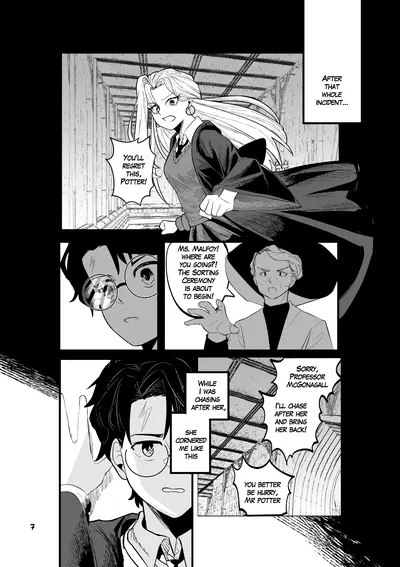 AFTER
THAT
WHOLE
INCIDENT...
YOU'LL
REGRET
THIS,
POTTER!
MS. MALFOY!
WHERE ARE
YOU GOING?!
THE SORTING
CEREMONY
IS ABOUT
TO BEGIN!
SORRY,
PROFESSOR
MCGONAGALL
I'LL CHASE
AFTER HER
AND BRING
HER BACK!
WHILE
I WAS
CHASING
AFTER HER,
SHE
CORNERED
ME LIKE
THIS
YOU BETTER
BE HURRY,
MR POTTER
7